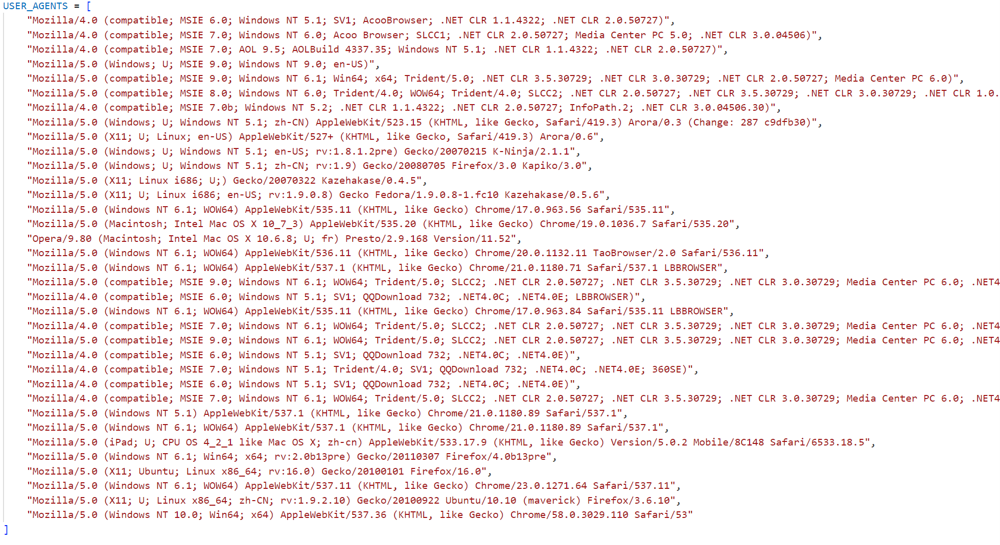 USER_AGENTS = [
"Mozilla/4.0 (compatible; MSIE 6.0; Windows NT 5.1; SV1; AcooBrowser; .NET CLR 1.1.4322; .NET CLR 2.0.50727)",
"Mozilla/4.0 (compatible; MSIE 7.0; Windows NT 6.0; Acoo Browser; SLCC1; .NET CLR 2.0.50727; Media Center PC 5.0; .NET CLR 3.0.04506)",
"Mozilla/4.0 (compatible; MSIE 7.0; AOL 9.5; AOLBuild 4337.35; Windows NT 5.1; .NET CLR 1.1.4322; .NET CLR 2.0.50727)",
"Mozilla/5.0 (Windows; U; MSIE 9.0; Windows NT 9.0; en-US)",
"Mozilla/5.0 (compatible; MSIE 9.0; Windows NT 6.1; Win64; x64; Trident/5.0; .NET CLR 3.5.30729; .NET CLR 3.0.30729; .NET CLR 2.0.50727; Media Center PC 6.0)",
"Mozilla/5.0 (compatible; MSIE 8.0; Windows NT 6.0; Trident/4.0; WOW64; Trident/4.0; SLCC2; .NET CLR 2.0.50727; .NET CLR 3.5.30729; .NET CLR 3.0.30729; .NET CLR 1.0.
"Mozilla/4.0 (compatible; MSIE 7.0b; Windows NT 5.2; .NET CLR 1.1.4322; .NET CLR 2.0.50727; InfoPath.2; .NET CLR 3.0.04506.30)",
"Mozilla/5.0 (Windows; U; Windows NT 5.1; zh-CN) AppleWebKit/523.15 (KHTML, like Gecko, Safari/419.3) Arora/0.3 (Change: 287 c9dfb30)",
"Mozilla/5.0 (X11; U; Linux; en-US) AppleWebKit/527+ (KHTML, like Gecko, Safari/419.3) Arora/0.6",
"Mozilla/5.0 (Windows; U; Windows NT 5.1; en-US; rv:1.8.1.2pre) Gecko/20070215 K-Ninja/2.1.1",
"Mozilla/5.0 (Windows; U; Windows NT 5.1; zh-CN; rv:1.9) Gecko/20080705 Firefox/3.0 Kapiko/3.0",
"Mozilla/5.0 (X11; Linux i686; U;) Gecko/20070322 Kazehakase/0.4.5",
"Mozilla/5.0 (X11; U; Linux i686; en-US; rv:1.9.0.8) Gecko Fedora/1.9.0.8-1.fc10 Kazehakase/0.5.6",
"Mozilla/5.0 (Windows NT 6.1; WOW64) AppleWebKit/535.11 (KHTML, like Gecko) Chrome/17.0.963.56 Safari/535.11",
"Mozilla/5.0 (Macintosh; Intel Mac OS X 10_7_3) AppleWebKit/535.20 (KHTML, like Gecko) Chrome/19.0.1036.7 Safari/535.20",
"Opera/9.80 (Macintosh; Intel Mac OS X 10.6.8; U; fr) Presto/2.9.168 Version/11.52",
"Mozilla/5.0 (Windows NT 6.1; WOW64) AppleWebKit/536.11 (KHTML, like Gecko) Chrome/20.0.1132.11 TaoBrowser/2.0 Safari/536.11",
"Mozilla/5.0 (Windows NT 6.1; WOW64) AppleWebKit/537.1 (KHTML, like Gecko) Chrome/21.0.1180.71 Safari/537.1 LBBROWSER",
"Mozilla/5.0 (compatible; MSIE 9.0; Windows NT 6.1; WOW64; Trident/5.0; SLCC2; .NET CLR 2.0.50727; .NET CLR 3.5.30729; .NET CLR 3.0.30729; Media Center PC 6.0; .NET4
"Mozilla/4.0 (compatible; MSIE 6.0; Windows NT 5.1; SV1; QQDownload 732; .NET4.0C; .NET4.0E; LBBROWSER)",
"Mozilla/5.0 (Windows NT 6.1; WOW64) AppleWebKit/535.11 (KHTML, like Gecko) Chrome/17.0.963.84 Safari/535.11 LBBROWSER",
"Mozilla/4.0 (compatible; MSIE 7.0; Windows NT 6.1; WOW64; Trident/5.0; SLCC2; .NET CLR 2.0.50727; .NET CLR 3.5.30729; .NET CLR 3.0.30729; Media Center PC 6.0; .NET4
"Mozilla/5.0 (compatible; MSIE 9.0; Windows NT 6.1; WOW64; Trident/5.0; SLCC2; .NET CLR 2.0.50727; .NET CLR 3.5.30729; .NET CLR 3.0.30729; Media Center PC 6.0; .NET4
"Mozilla/4.0 (compatible; MSIE 6.0; Windows NT 5.1; SV1; QQDownload 732; .NET4.0C; .NET4.0E)",
"Mozilla/4.0 (compatible; MSIE 7.0; Windows NT 5.1; Trident/4.0; SV1; QQDownload 732; .NET4.0C; .NET4.0E; 360SE)",
"Mozilla/4.0 (compatible; MSIE 6.0; Windows NT 5.1; SV1; QQDownload 732; .NET4.0C; .NET4.0E)",
"Mozilla/4.0 (compatible; MSIE 7.0; Windows NT 6.1; WOW64; Trident/5.0; SLCC2; .NET CLR 2.0.50727; .NET CLR 3.5.30729; .NET CLR 3.0.30729; Media Center PC 6.0; .NET4
"Mozilla/5.0 (Windows NT 5.1) AppleWebKit/537.1 (KHTML, like Gecko) Chrome/21.0.1180.89 Safari/537.1",
"Mozilla/5.0 (Windows NT 6.1; WOW64) AppleWebKit/537.1 (KHTML, like Gecko) Chrome/21.0.1180.89 Safari/537.1",
"Mozilla/5.0 (iPad; U; CPU OS 4_2_1 like Mac OS X; zh-cn) AppleWebKit/533.17.9 (KHTML, like Gecko) Version/5.0.2 Mobile/8C148 Safari/6533.18.5",
"Mozilla/5.0 (Windows NT 6.1; Win64; x64; rv:2.0b13pre) Gecko/20110307 Firefox/4.0b13pre",
"Mozilla/5.0 (X11; Ubuntu; Linux x86_64; rv:16.0) Gecko/20100101 Firefox/16.0",
"Mozilla/5.0 (Windows NT 6.1; WOW64) AppleWebKit/537.11 (KHTML, like Gecko) Chrome/23.0.1271.64 Safari/537.11",
"Mozilla/5.0 (X11; U; Linux x86_64; zh-CN; rv:1.9.2.10) Gecko/20100922 Ubuntu/10.10 (maverick) Firefox/3.6.10",
"Mozilla/5.0 (Windows NT 10.0; Win64; x64) AppleWebKit/537.36 (KHTML, like Gecko) Chrome/58.0.3029.110 Safari/53"
]